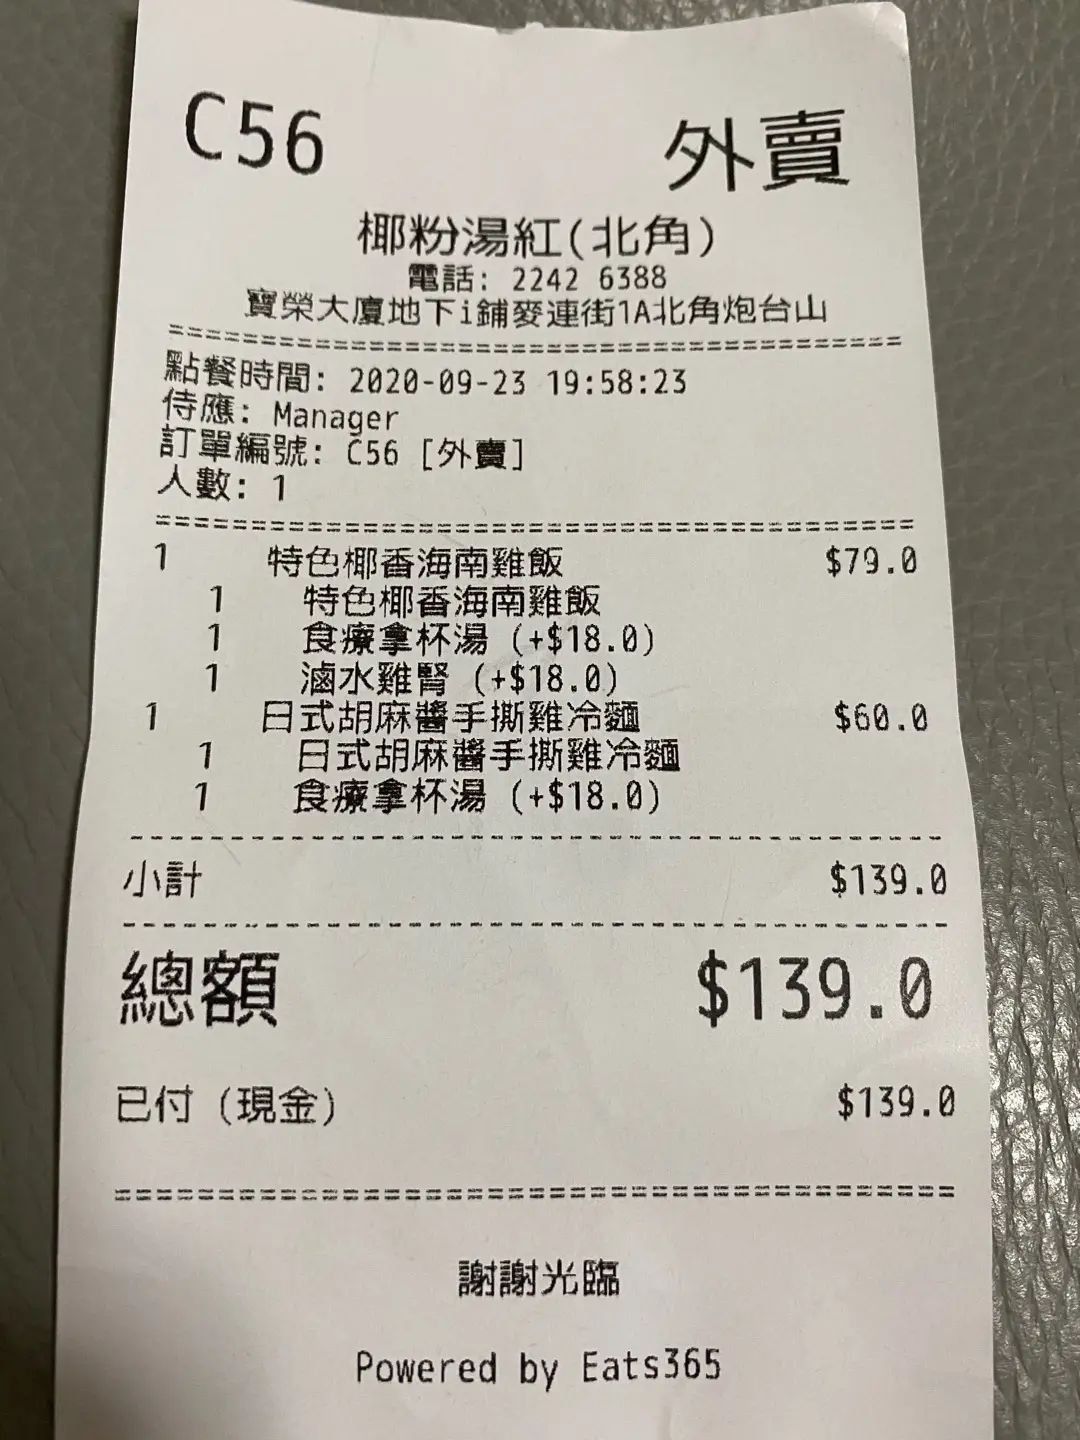 C56 外賣
椰粉湯紅(北角)
電話: 2242 6388
寶榮大廈地下i鋪麥連街1A北角炮台山
點餐時間: 2020-09-23 19:58:23
侍應: Manager
訂單編號: C56 [外賣]
人數: 1
1 特色椰香海南雞飯 $79.0
1 特色椰香海南雞飯
1 食療拿杯湯 (+$18.0)
1 滷水雞腎 (+$18.0)
1 日式胡麻醬手撕雞冷麵 $60.0
1 日式胡麻醬手撕雞冷麵
1 食療拿杯湯 (+$18.0)
小計 $139.0
總額 $139.0
已付 (現金) $139.0
謝謝光臨
Powered by Eats365